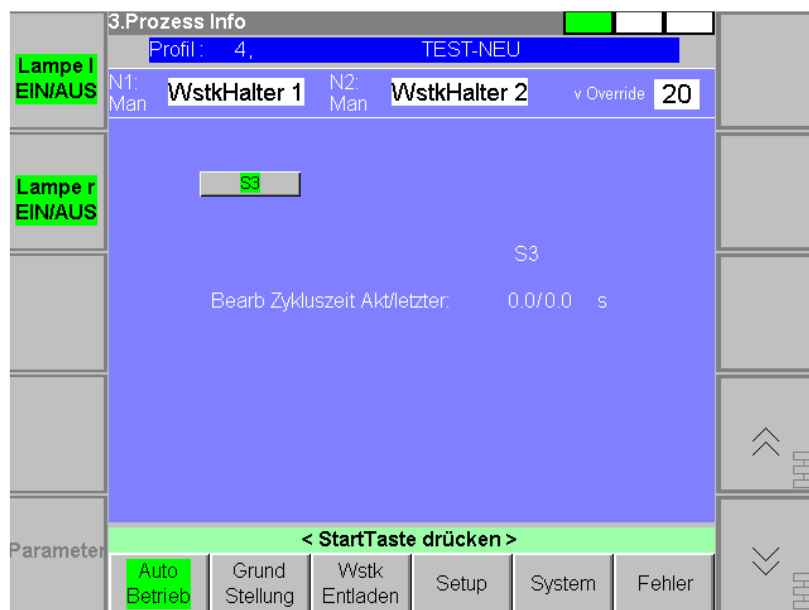 3.Prozess Info
Profil : 4, TEST-NEU
Lampe l
EIN/AUS
N1:
Man
WstkHalter 1
N2:
Man
WstkHalter 2
v Override 20
Lampe r
EIN/AUS
S3
S3
Bearb Zykluszeit Akt/letzter: 0.0/0.0 s
< StartTaste drücken >
Parameter
Auto
Betrieb
Grund
Stellung
Wstk
Entladen
Setup
System
Fehler